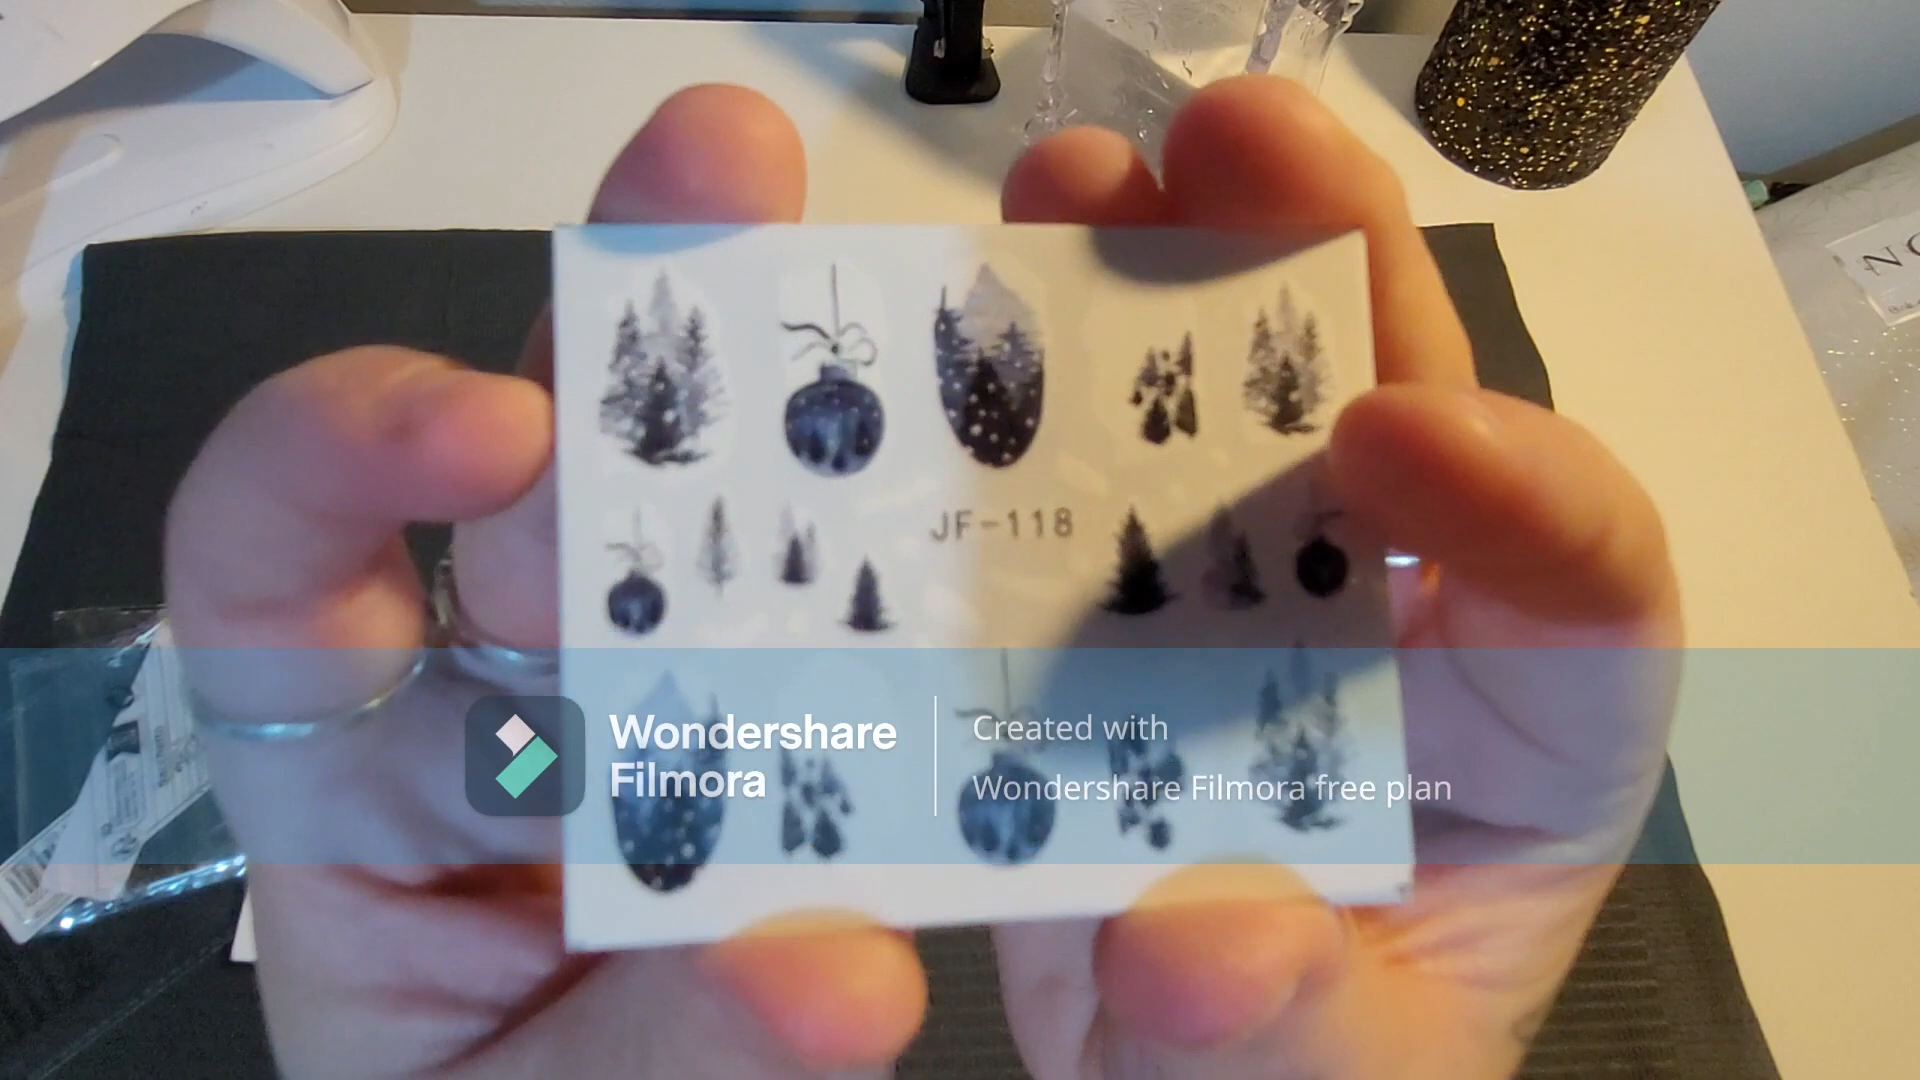 JF-118
Wondershare
Filmora
Created with
Wondershare Filmora free plan